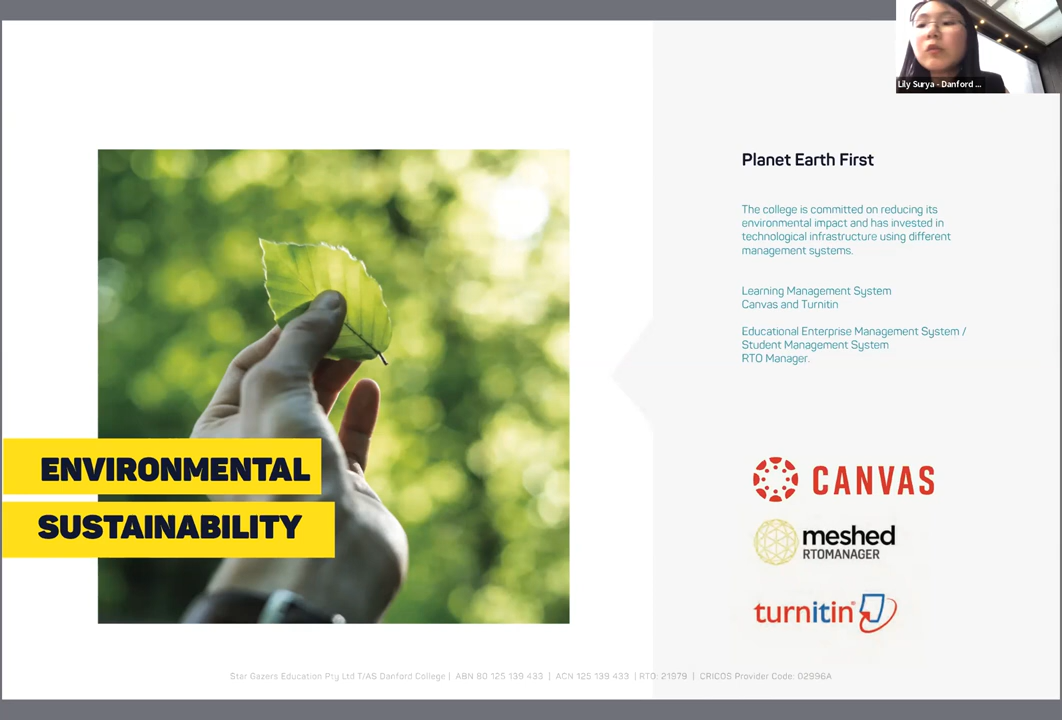 Lily Surya - Danford ...
Planet Earth First
The college is committed on reducing its
environmental impact and has invested in
technological infrastructure using different
management systems.
Learning Management System
Canvas and Turnitin
Educational Enterprise Management System /
Student Management System
RTO Manager.
ENVIRONMENTAL
SUSTAINABILITY
CANVAS
meshed
RTOMANAGER
turnitin
Star Gazers Education Pty Ltd T/AS Danford College | ABN 80 125 139 433 | ACN 125 139 433 | RTO: 21979 | CRICOS Provider Code: 02996A